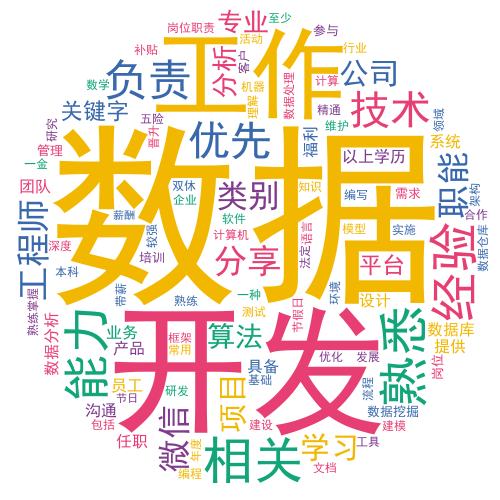 岗位职责
专业
活动
至少
补贴
工作
参与
分析
客户
行业
数学
负责
机器
计算
公司
理解
数据处理
关键字
五险
晋升
优先
福利
精通
维护
技术
领域
系统
研究
管理
一金
团队
数据
双休
企业
类别
知识
以上学历
编写
需求
职能
架构
合作
工程师
薪酬
软件
计算机
较强
法定语言
模型
实施
经验
数据仓库
深度
培训
分享
平台
本科
带薪
熟练
一种
环境
设计
节假日
测试
熟练掌握
数据分析
能力
业务
产品
开发
框架
常用
算法
优化
发展
熟悉
数据库
提供
岗位
具备
基础
流程
员工
节日
研发
项目
数据挖掘
沟通
包括
微信
建设
建模
任职
年度
相关
学习
工具
编程
文档